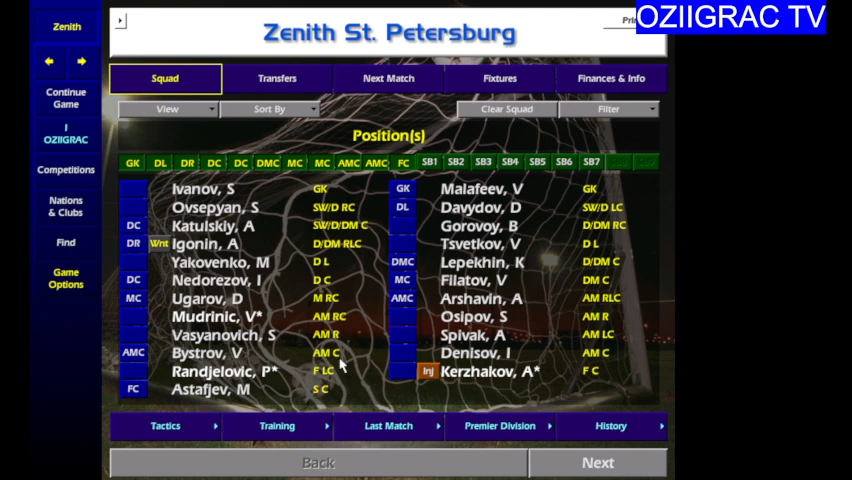 Zenith
Zenith St. Petersburg
OZIIGRAC TV
Squad Transfers Next Match Fixtures Finances & Info
View Sort By Clear Squad Filter
Continue
Game
I
OZIIGRAC
Competitions
Nations
& Clubs
Find
Game
Options
Position(s)
GK DL DR DC DC DMC MC MC AMC AMC FC SB1 SB2 SB3 SB4 SB5 SB6 SB7
Ivanov, S GK GK Malafeev, V GK
Ovsepyan, S SW/D RC DL Davydov, D SW/D LC
DC Katulskiy, A SW/D/DM C Gorovoy, B D/DM RC
DR Wnt Igonin, A D/DM RLC Tsvetkov, V D L
Yakovenko, M D L DMC Lepekhin, K D/DM C
DC Nedorezov, I D C MC Filatov, V DM C
MC Ugarov, D M RC AMC Arshavin, A AM RLC
Mudrinic, V* AM RC Osipov, S AM R
Vasyanovich, S AM R Spivak, A AM LC
AMC Bystrov, V AM C Denisov, I AM C
Randjelovic, P* F LC Inj Kerzhakov, A* F C
FC Astafjev, M S C
Tactics Training Last Match Premier Division History
Back Next